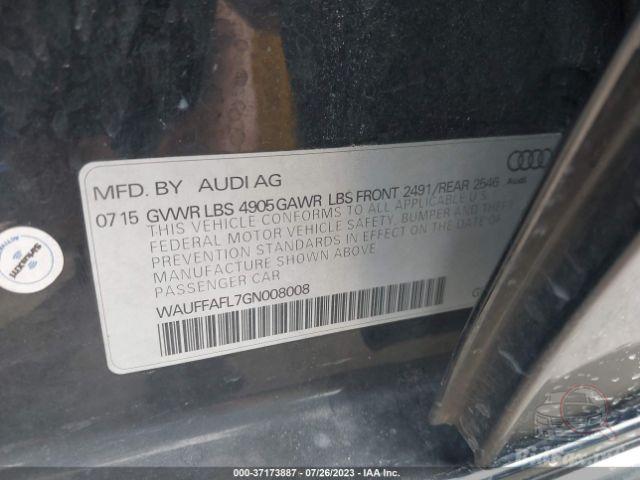 MFD. BY AUDI AG
Audi
07 15 GVWR LBS 4905 GAWR LBS FRONT 2491/REAR 2546
THIS VEHICLE CONFORMS TO ALL APPLICABLE U.S.
FEDERAL MOTOR VEHICLE SAFETY, BUMPER AND THEFT
PREVENTION STANDARDS IN EFFECT ON THE DATE OF
MANUFACTURE SHOWN ABOVE
PASSENGER CAR
WAUFFAFL7GN008008
000-37173887 - 07/26/2023 - IAA Inc.